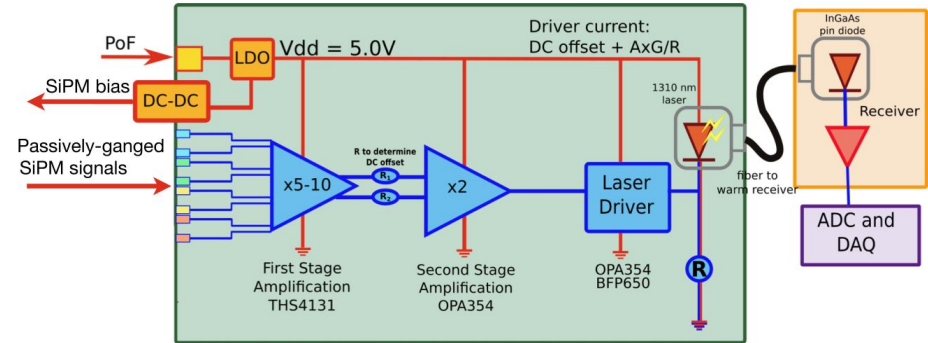 PoF
LDO
Vdd = 5.0V
Driver current:
DC offset + AxG/R
InGaAs
pin diode
SiPM bias
DC-DC
1310 nm
laser
Receiver
Passively-ganged
SiPM signals
x5-10
R to determine
DC offset
R1
R2
x2
Laser
Driver
fiber to
warm receiver
ADC and
DAQ
R
First Stage
Amplification
THS4131
Second Stage
Amplification
OPA354
OPA354
BFP650